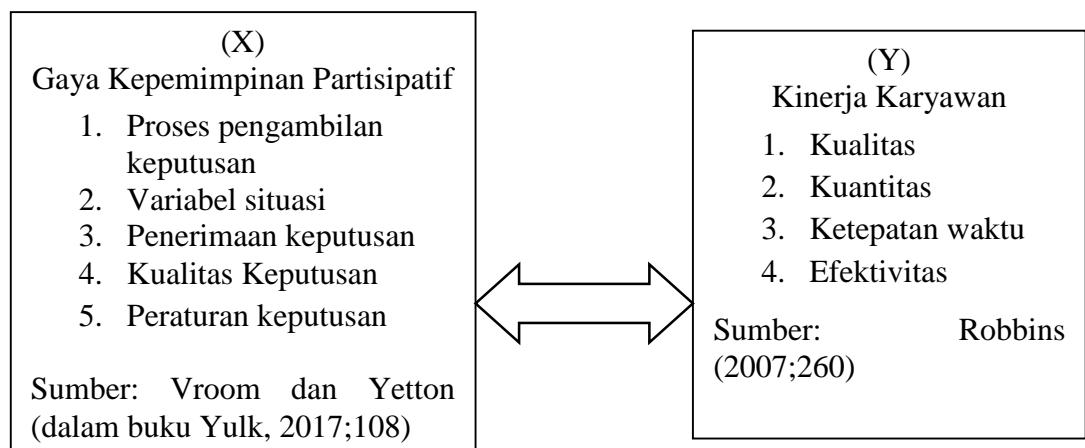 (X)
Gaya Kepemimpinan Partisipatif
1. Proses pengambilan
keputusan
2. Variabel situasi
3. Penerimaan keputusan
4. Kualitas Keputusan
5. Peraturan keputusan
Sumber: Vroom dan Yetton
(dalam buku Yulk, 2017;108)
(Y)
Kinerja Karyawan
1. Kualitas
2. Kuantitas
3. Ketepatan waktu
4. Efektivitas
Sumber: Robbins
(2007;260)